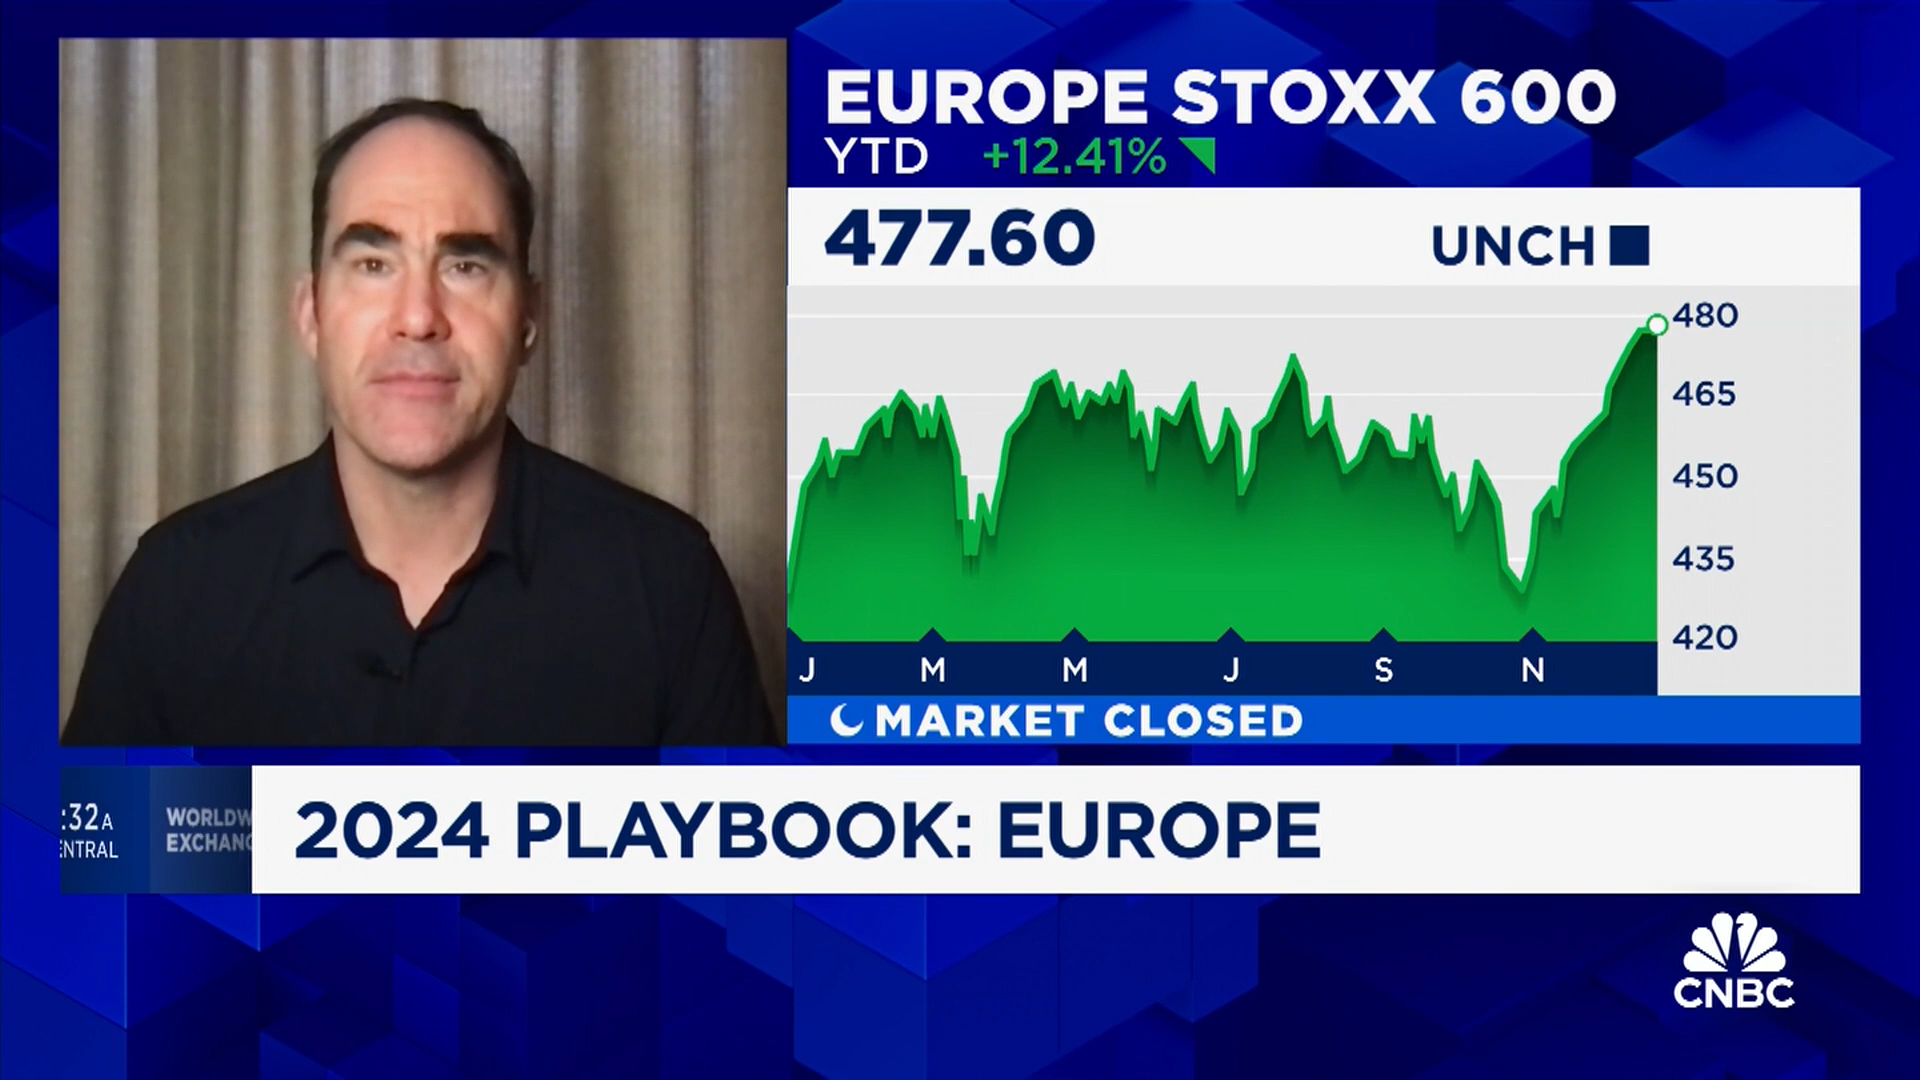 EUROPE STOXX 600
YTD +12.41%
477.60 UNCH
480
465
450
435
420
J M M J S N
MARKET CLOSED
:32A
ENTRAL
WORLDW
EXCHANG
2024 PLAYBOOK: EUROPE
CNBC